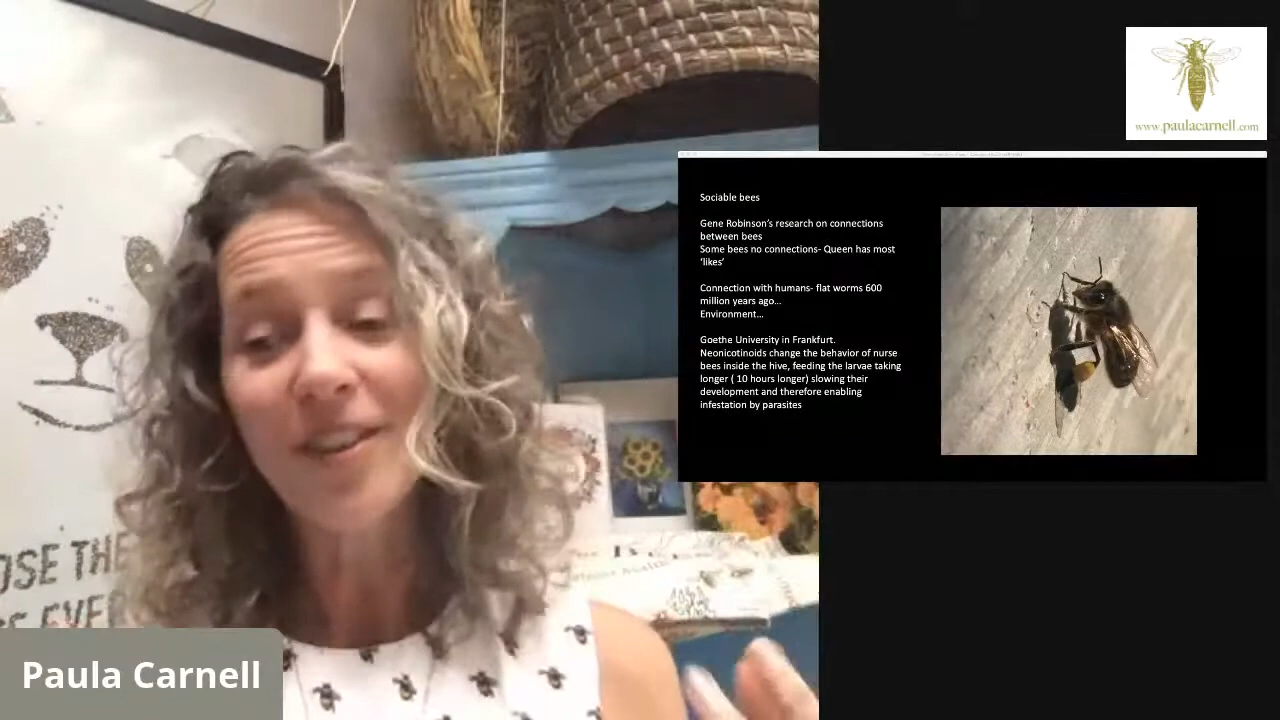 www.paulacarnell.com
Sociable bees
Gene Robinson's research on connections
between bees
Some bees no connections- Queen has most
'likes'
Connection with humans- flat worms 600
million years ago...
Environment...
Goethe University in Frankfurt.
Neonicotinoids change the behavior of nurse
bees inside the hive, feeding the larvae taking
longer ( 10 hours longer) slowing their
development and therefore enabling
infestation by parasites
OSE THE
EVER
Paula Carnell